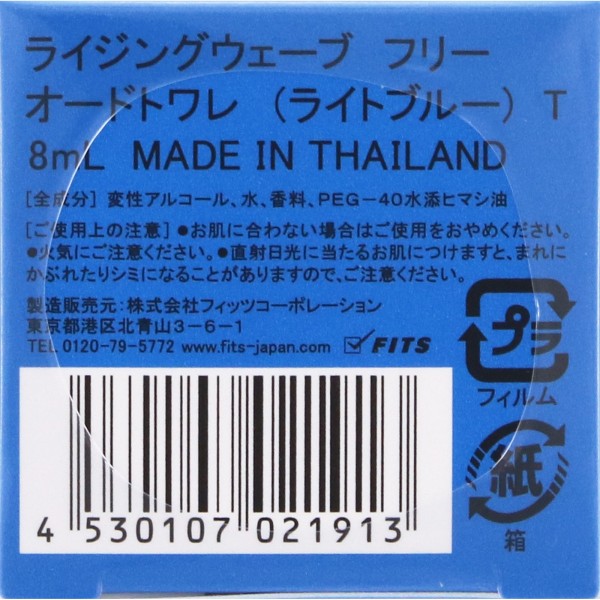 ライジングウェーブ フリー
オードトワレ （ライトブルー） T
8mL MADE IN THAILAND
［全成分］ 変性アルコール、水、香料、PEG－40水添ヒマシ油
［ご使用上の注意］ ●お肌に合わない場合はご使用をおやめください。
●火気にご注意ください。●直射日光に当たるお肌につけますと、まれに
かぶれたりシミになることがありますので、ご注意ください。
製造販売元：株式会社フィッツコーポレーション
東京都港区北青山3－6－1
TEL 0120-79-5772 www.fits-japan.com FITS
プラ
フィルム
紙
箱
4 530107 021913